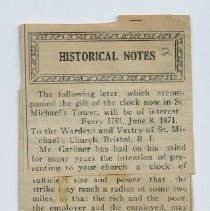 HISTORICAL NOTES
The following leter, which accom-
panied the gift of the clock now in St.
Michael's Tower, will be of interest.
Ferry Hill, June 8, 1871.
To the Wardens and Vestry of St. Mi-
chael's Church, Bristol, R. I.
Mr. Gardner has had on his mind
for many years the intention of pre-
senting to your church a clock of
sufficient size and power that the
strike may reach a radius of some two
miles, to that the rich and the poor,
the employer and the employed, may